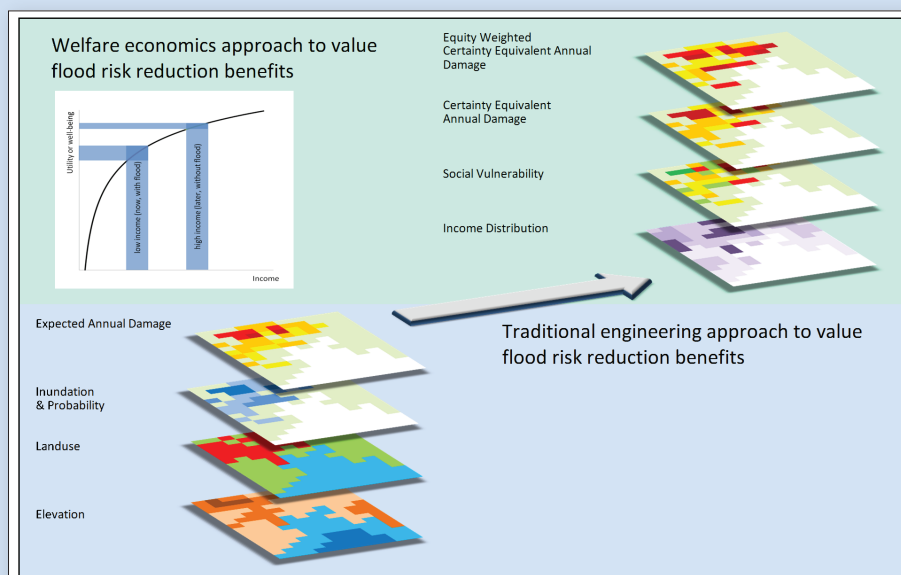 Welfare economics approach to value
flood risk reduction benefits
Utility or well-being
low income (now, with flood)
high income (later, without flood)
Income
Equity Weighted
Certainty Equivalent Annual
Damage
Certainty Equivalent
Annual Damage
Social Vulnerability
Income Distribution
Expected Annual Damage
Inundation
& Probability
Landuse
Elevation
Traditional engineering approach to value
flood risk reduction benefits